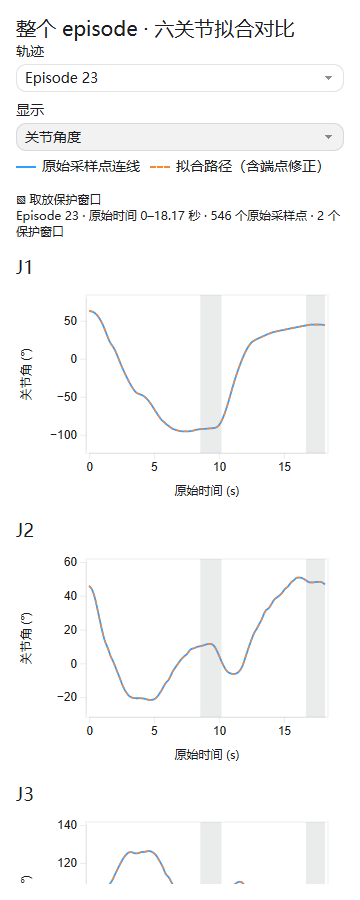 整个 episode · 六关节拟合对比
轨迹
Episode 23
显示
关节角度
原始采样点连线 拟合路径（含端点修正）
取放保护窗口
Episode 23 · 原始时间 0–18.17 秒 · 546 个原始采样点 · 2 个
保护窗口
J1
50
0
−50
−100
关节角 (°)
0 5 10 15
原始时间 (s)
J2
60
40
20
0
−20
关节角 (°)
0 5 10 15
原始时间 (s)
J3
140
120
(°)